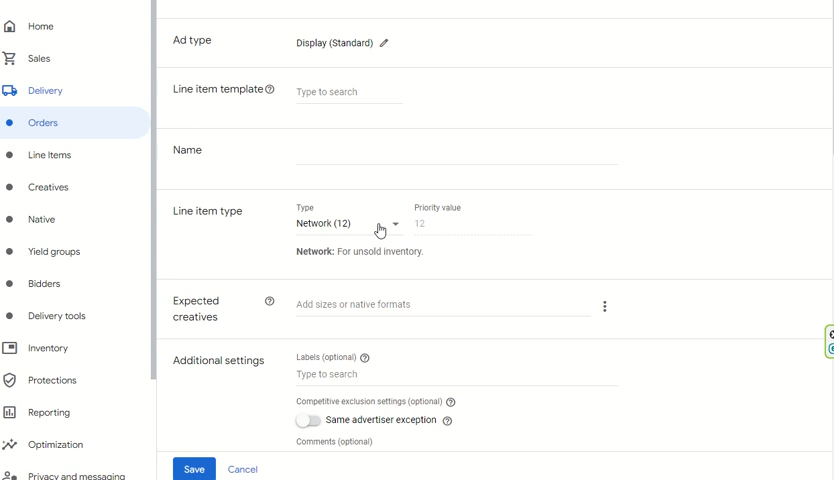 Home
Sales
Delivery
Orders
Line Items
Creatives
Native
Yield groups
Bidders
Delivery tools
Inventory
Protections
Reporting
Optimization
Privacy and messaging
Ad type
Display (Standard)
Line item template
Type to search
Name
Line item type
Type
Priority value
Network (12)
12
Network: For unsold inventory.
Expected
creatives
Add sizes or native formats
Additional settings
Labels (optional)
Type to search
Competitive exclusion settings (optional)
Same advertiser exception
Comments (optional)
Save
Cancel